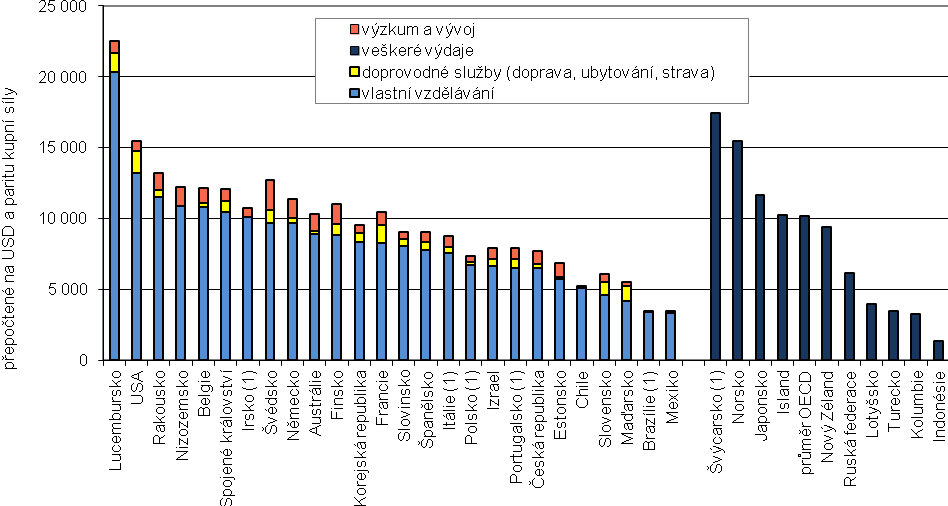 přepočtené na USD a paritu kupní síly
25 000
20 000
15 000
10 000
5 000
0
výzkum a vývoj
veškeré výdaje
doprovodné služby (doprava, ubytování, strava)
vlastní vzdělávání
Lucembursko
USA
Rakousko
Nizozemsko
Belgie
Spojené království
Irsko (1)
Švédsko
Německo
Austrálie
Finsko
Korejská republika
Francie
Slovinsko
Španělsko
Itálie (1)
Polsko (1)
Izrael
Portugalsko (1)
Česká republika
Estonsko
Chile
Slovensko
Maďarsko
Brazílie (1)
Mexiko
Švýcarsko (1)
Norsko
Japonsko
Island
průměr OECD
Nový Zéland
Ruská federace
Lotyšsko
Turecko
Kolumbie
Indonésie